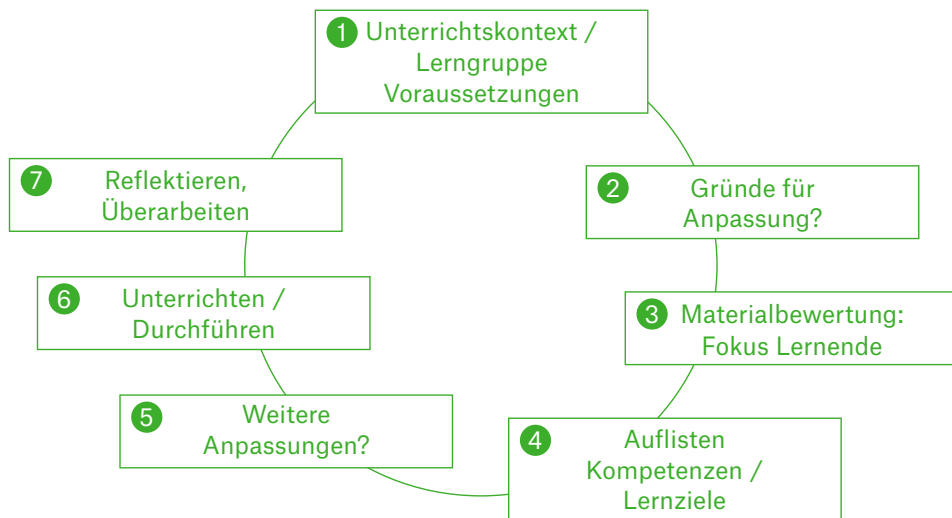 1 Unterrichtskontext /
Lerngruppe
Voraussetzungen
2 Gründe für
Anpassung?
3 Materialbewertung:
Fokus Lernende
4 Auflisten
Kompetenzen /
Lernziele
5 Weitere
Anpassungen?
6 Unterrichten /
Durchführen
7 Reflektieren,
Überarbeiten